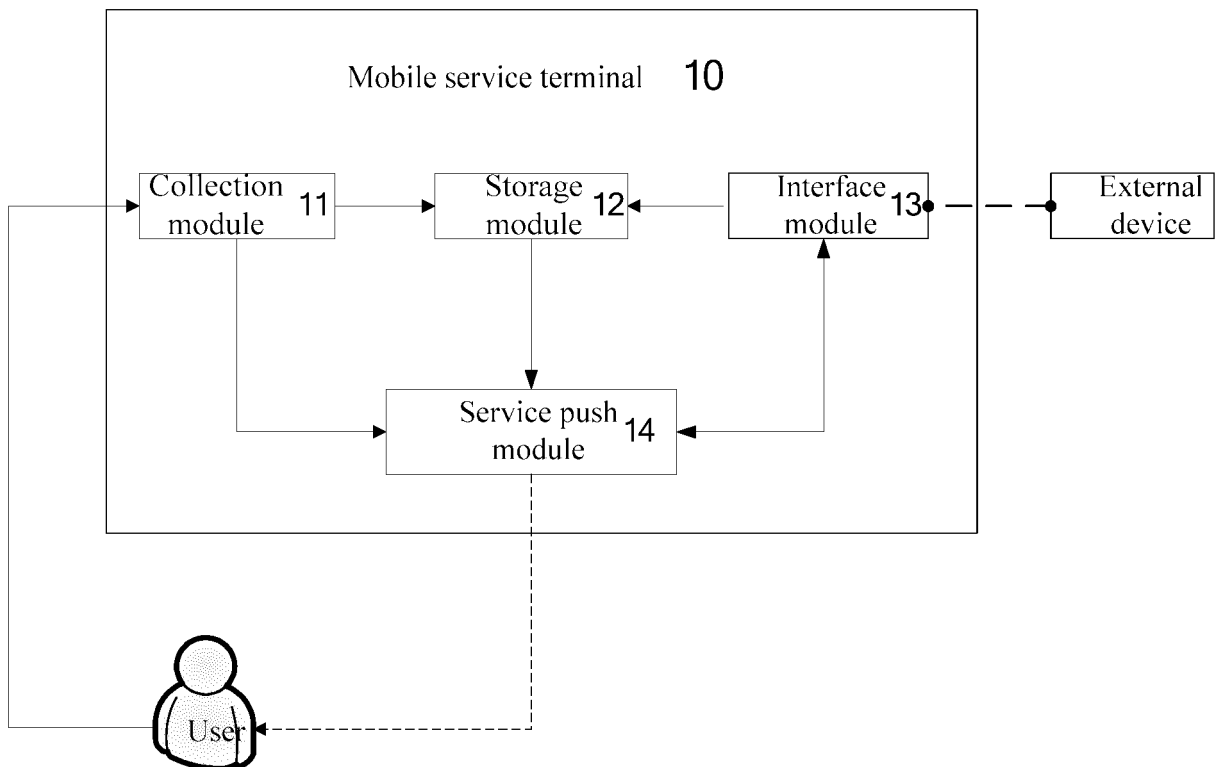 Mobile service terminal 10
Collection
module 11
Storage
module 12
Interface
module 13
External
device
Service push
module 14
User